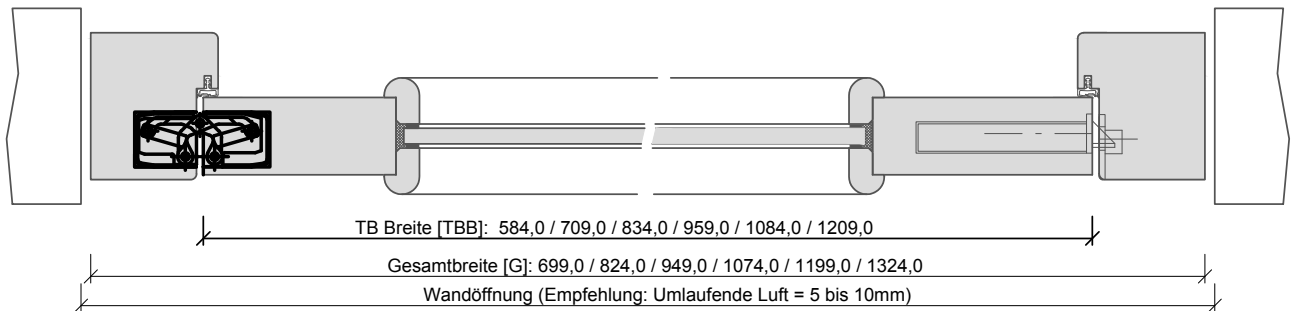 TB Breite [TBB]: 584,0 / 709,0 / 834,0 / 959,0 / 1084,0 / 1209,0
Gesamtbreite [G]: 699,0 / 824,0 / 949,0 / 1074,0 / 1199,0 / 1324,0
Wandöffnung (Empfehlung: Umlaufende Luft = 5 bis 10mm)